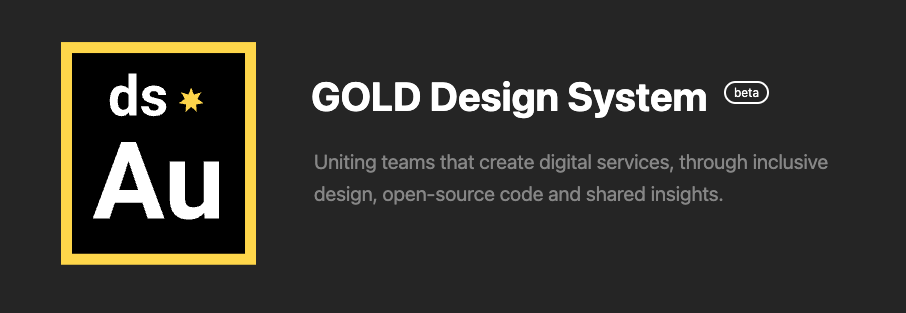 ds
Au
GOLD Design System
beta
Uniting teams that create digital services, through inclusive
design, open-source code and shared insights.